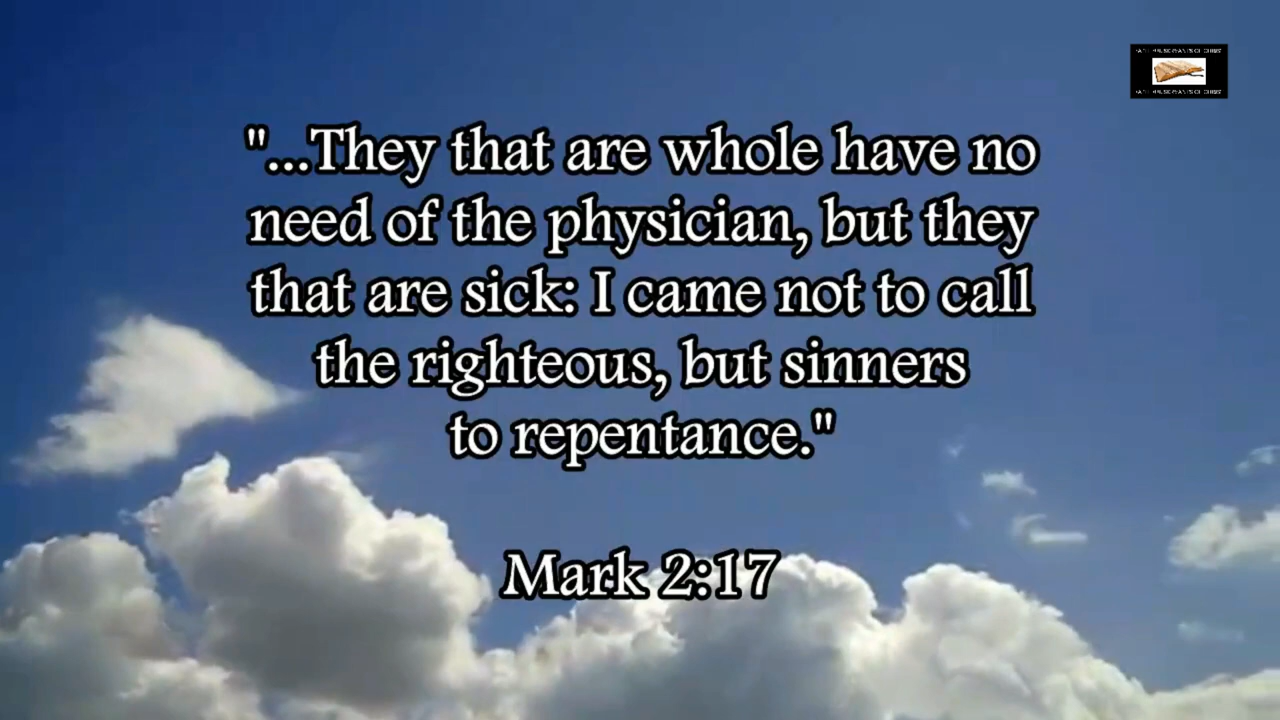 "...They that are whole have no
need of the physician, but they
that are sick: I came not to call
the righteous, but sinners
to repentance."
Mark 2:17